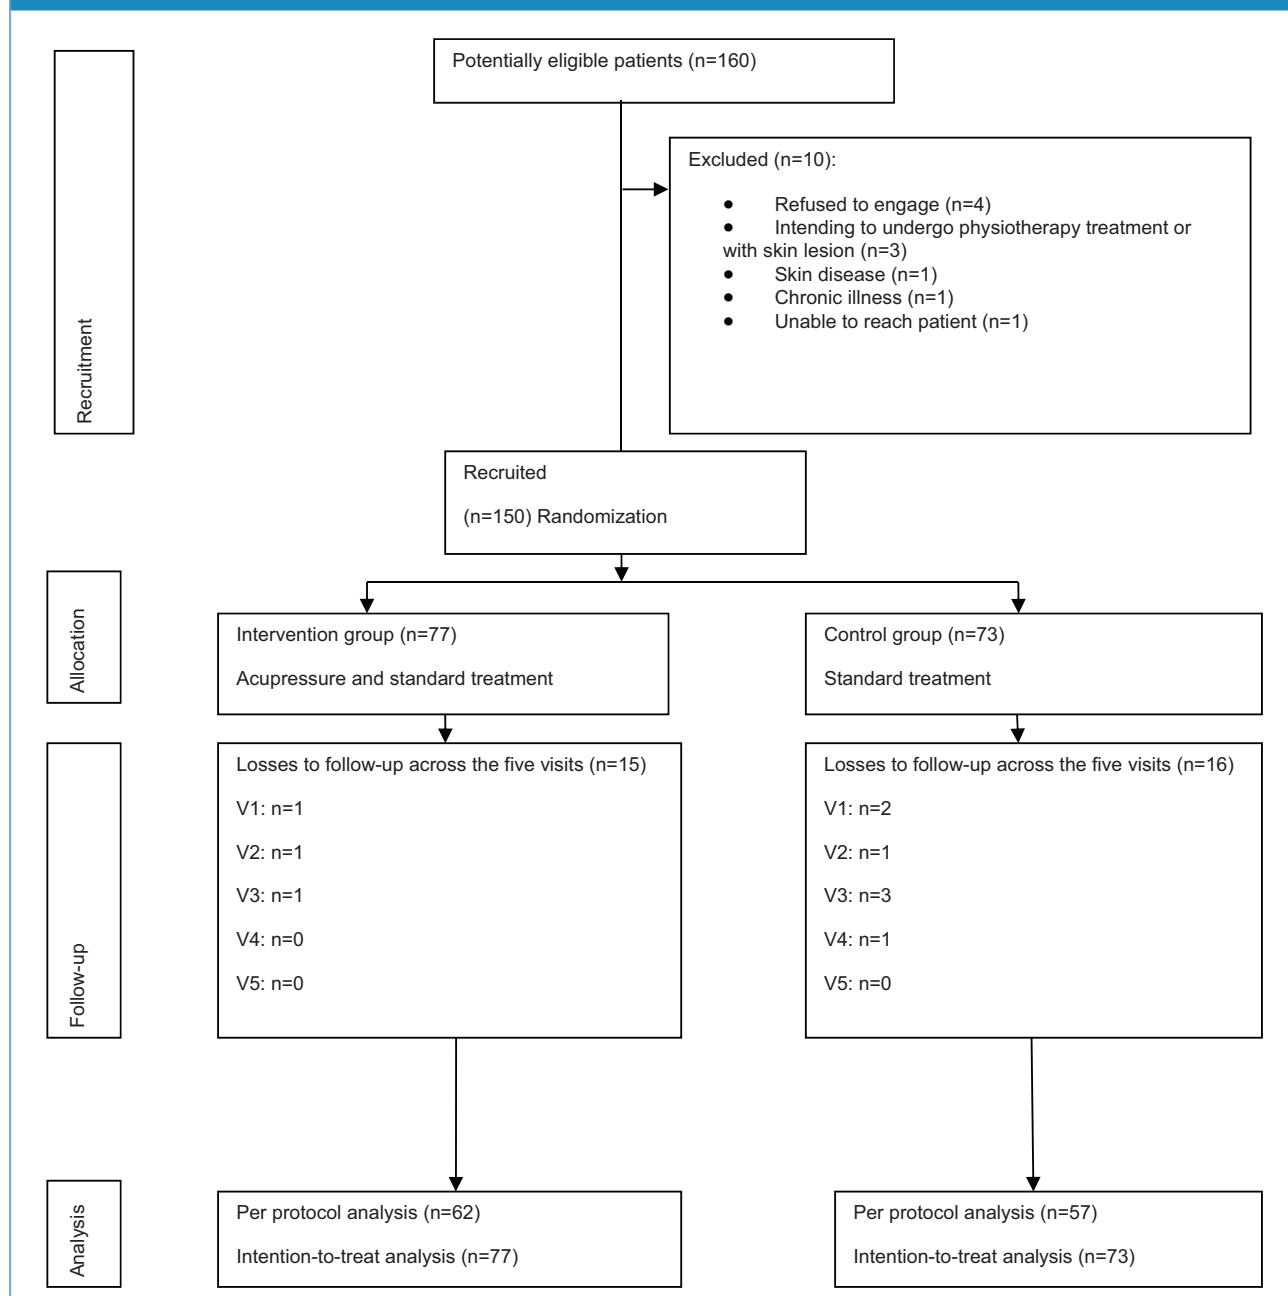 Recruitment
Potentially eligible patients (n=160)
Excluded (n=10):
● Refused to engage (n=4)
● Intending to undergo physiotherapy treatment or
with skin lesion (n=3)
● Skin disease (n=1)
● Chronic illness (n=1)
● Unable to reach patient (n=1)
Recruited
(n=150) Randomization
Allocation
Intervention group (n=77)
Acupressure and standard treatment
Control group (n=73)
Standard treatment
Follow-up
Losses to follow-up across the five visits (n=15)
V1: n=1
V2: n=1
V3: n=1
V4: n=0
V5: n=0
Losses to follow-up across the five visits (n=16)
V1: n=2
V2: n=1
V3: n=3
V4: n=1
V5: n=0
Analysis
Per protocol analysis (n=62)
Intention-to-treat analysis (n=77)
Per protocol analysis (n=57)
Intention-to-treat analysis (n=73)